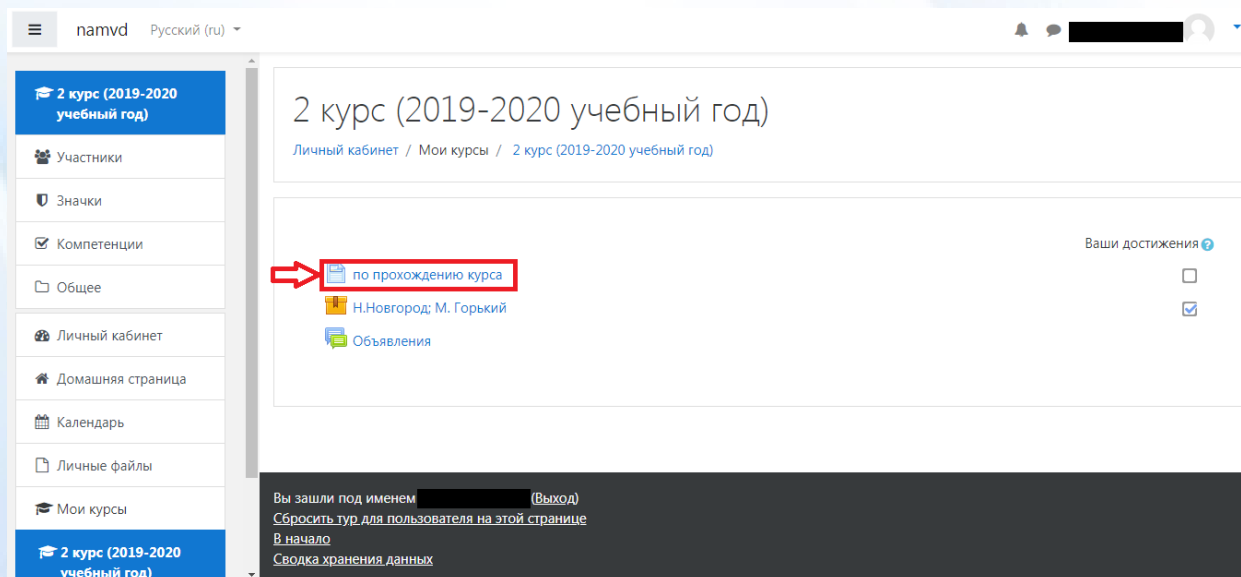 namvd Русский (ru)
2 курс (2019-2020
учебный год)
Участники
Значки
Компетенции
Общее
Личный кабинет
Домашняя страница
Календарь
Личные файлы
Мои курсы
2 курс (2019-2020
учебный год)
2 курс (2019-2020 учебный год)
Личный кабинет / Мои курсы / 2 курс (2019-2020 учебный год)
Ваши достижения
по прохождению курса
Н.Новгород; М. Горький
Объявления
Вы зашли под именем (Выход)
Сбросить тур для пользователя на этой странице
В начало
Сводка хранения данных